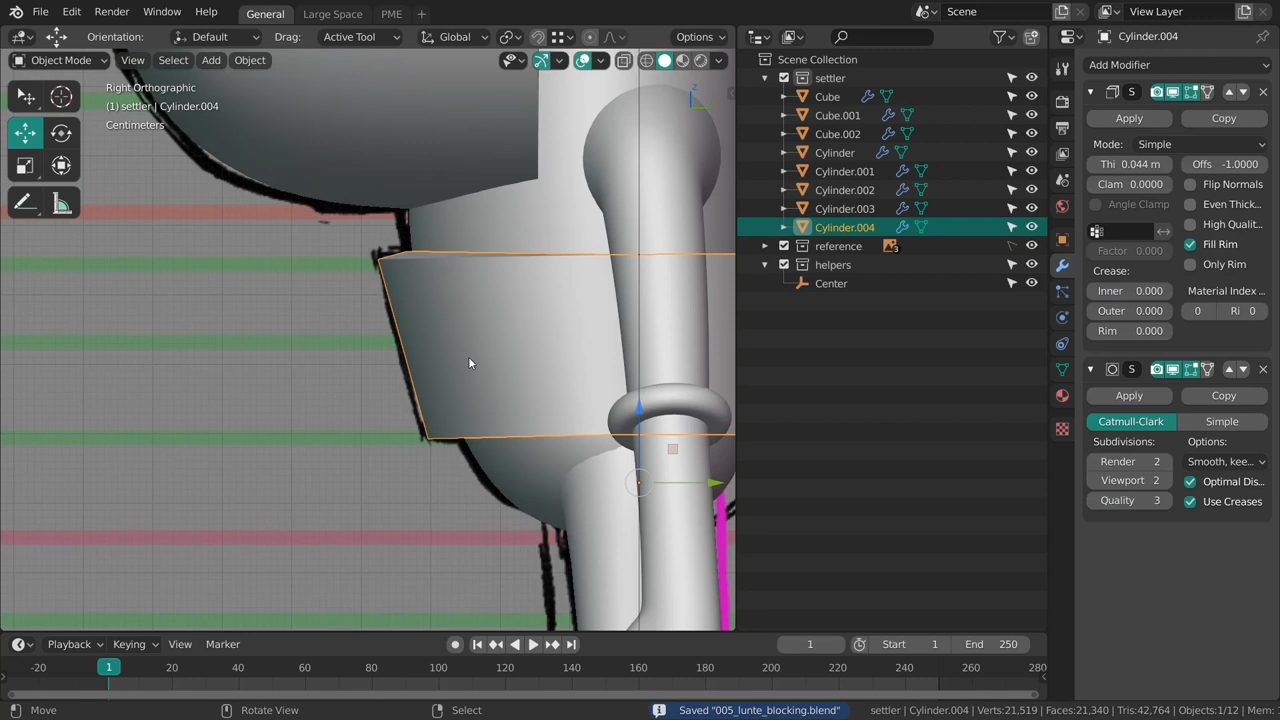 File Edit Render Window Help General Large Space PME + Scene View Layer
Orientation: Default Drag: Active Tool Global Options
Object Mode View Select Add Object
Right Orthographic
(1) settler | Cylinder.004
Centimeters
Z
Scene Collection
settler
Cube
Cube.001
Cube.002
Cylinder
Cylinder.001
Cylinder.002
Cylinder.003
Cylinder.004
reference 3
helpers
Center
Cylinder.004
Add Modifier
S
Apply Copy
Mode: Simple
Thi 0.044 m Offs -1.0000
Clam 0.0000 Flip Normals
Angle Clamp Even Thick...
High Qualit...
Factor 0.000 Fill Rim
Crease: Only Rim
Inner 0.000 Material Index ...
Outer 0.000 0 Ri 0
Rim 0.000
S
Apply Copy
Catmull-Clark Simple
Subdivisions: Options:
Render 2 Smooth, kee...
Viewport 2 Optimal Dis...
Quality 3 Use Creases
Playback Keying View Marker 1 Start 1 End 250
-20 1 20 40 60 80 100 120 140 160 180 200 220 240 260 280
Move Rotate View Select Saved "005_lunte_blocking.blend" settler | Cylinder.004 | Verts:21,519 | Faces:21,340 | Tris:42,764 | Objects:1/12 | Mem: